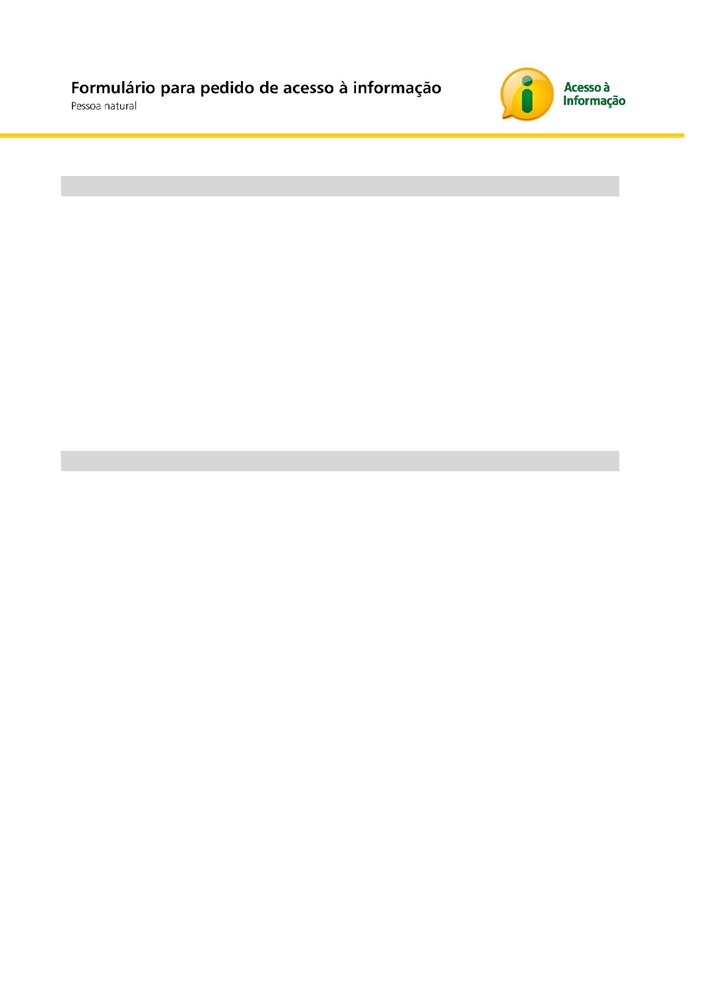 Formulário para pedido de acesso à informação
Pessoa natural
Acesso à
Informação